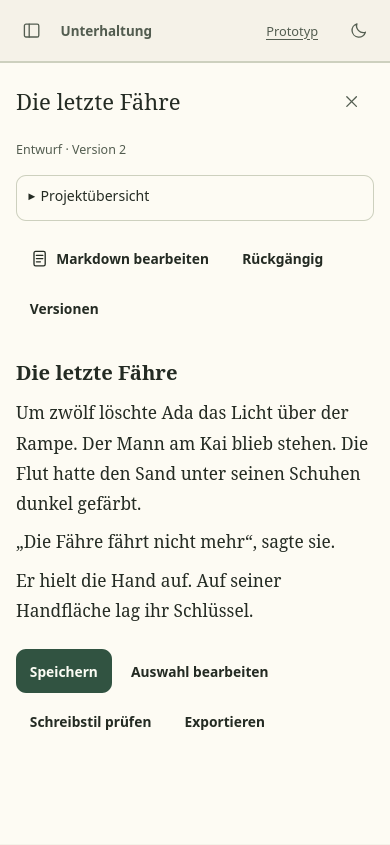 Unterhaltung
Prototyp
Die letzte Fähre
Entwurf · Version 2
▸ Projektübersicht
Markdown bearbeiten
Rückgängig
Versionen
Die letzte Fähre
Um zwölf löschte Ada das Licht über der
Rampe. Der Mann am Kai blieb stehen. Die
Flut hatte den Sand unter seinen Schuhen
dunkel gefärbt.
„Die Fähre fährt nicht mehr“, sagte sie.
Er hielt die Hand auf. Auf seiner
Handfläche lag ihr Schlüssel.
Speichern
Auswahl bearbeiten
Schreibstil prüfen
Exportieren